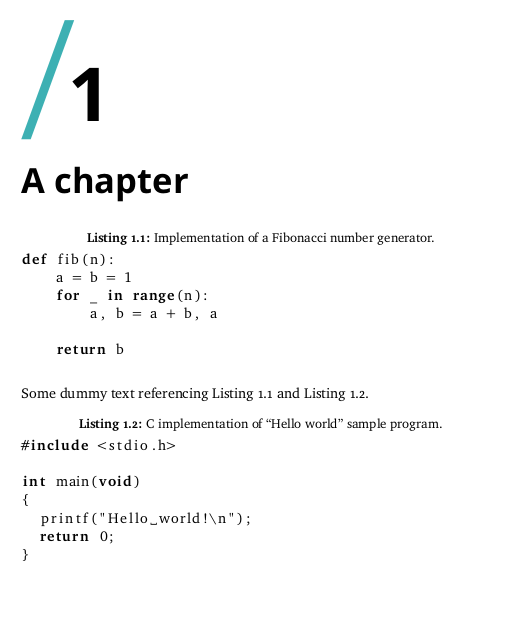 /1
A chapter
Listing 1.1: Implementation of a Fibonacci number generator.
def fib(n):
    a = b = 1
    for _ in range(n):
        a, b = a + b, a

    return b
Some dummy text referencing Listing 1.1 and Listing 1.2.
Listing 1.2: C implementation of “Hello world” sample program.
#include <stdio.h>

int main(void)
{
  printf("Hello␣world!\n");
  return 0;
}